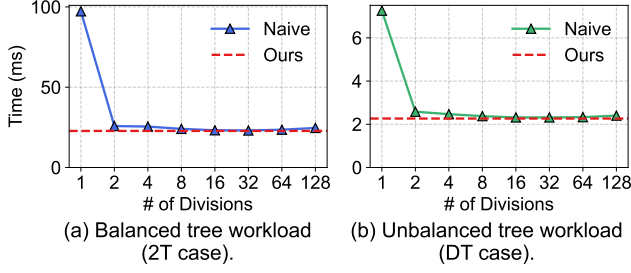 100
50
0
Time (ms)
Naive
Ours
1 2 4 8 16 32 64 128
# of Divisions
(a) Balanced tree workload
(2T case).
6
4
2
0
Naive
Ours
1 2 4 8 16 32 64 128
# of Divisions
(b) Unbalanced tree workload
(DT case).